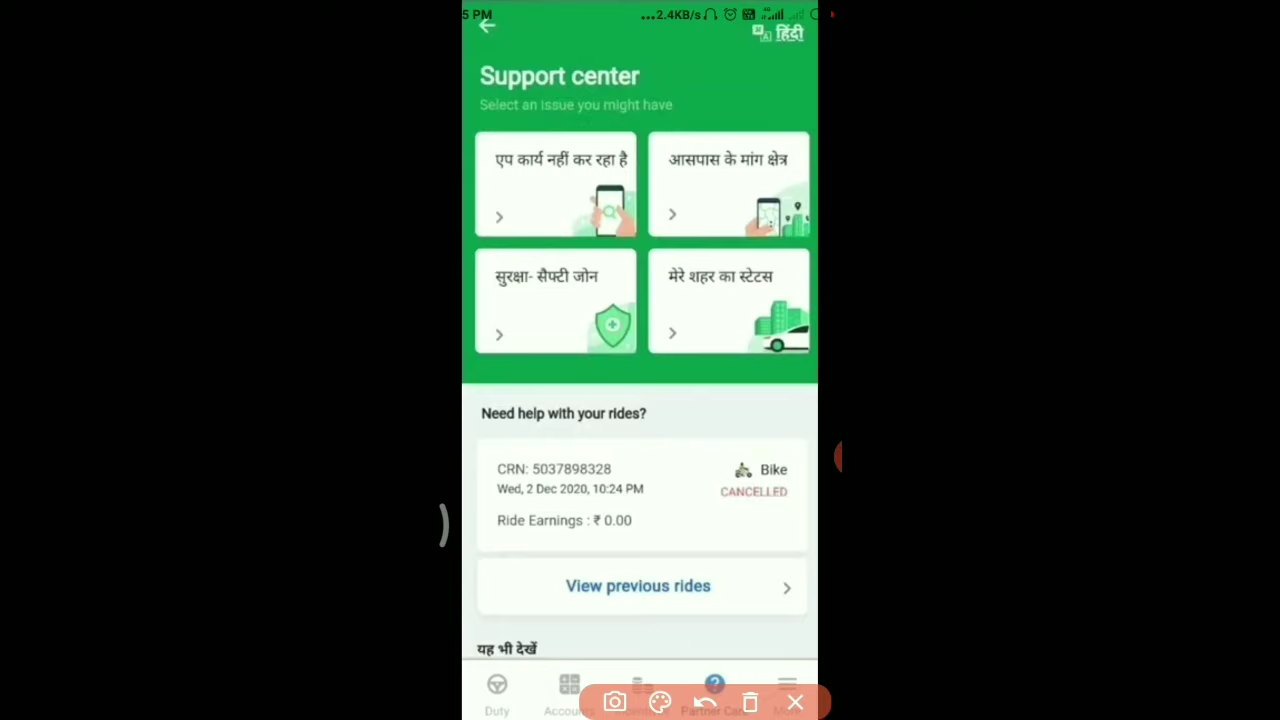 5 PM ...2.4KB/s
हिंदी
Support center
Select an issue you might have
एप कार्य नहीं कर रहा है
आसपास के मांग क्षेत्र
सुरक्षा- सैफ्टी जोन
मेरे शहर का स्टेटस
Need help with your rides?
CRN: 5037898328
Bike
Wed, 2 Dec 2020, 10:24 PM
CANCELLED
Ride Earnings : ₹ 0.00
View previous rides
यह भी देखें
Duty
Partner Care